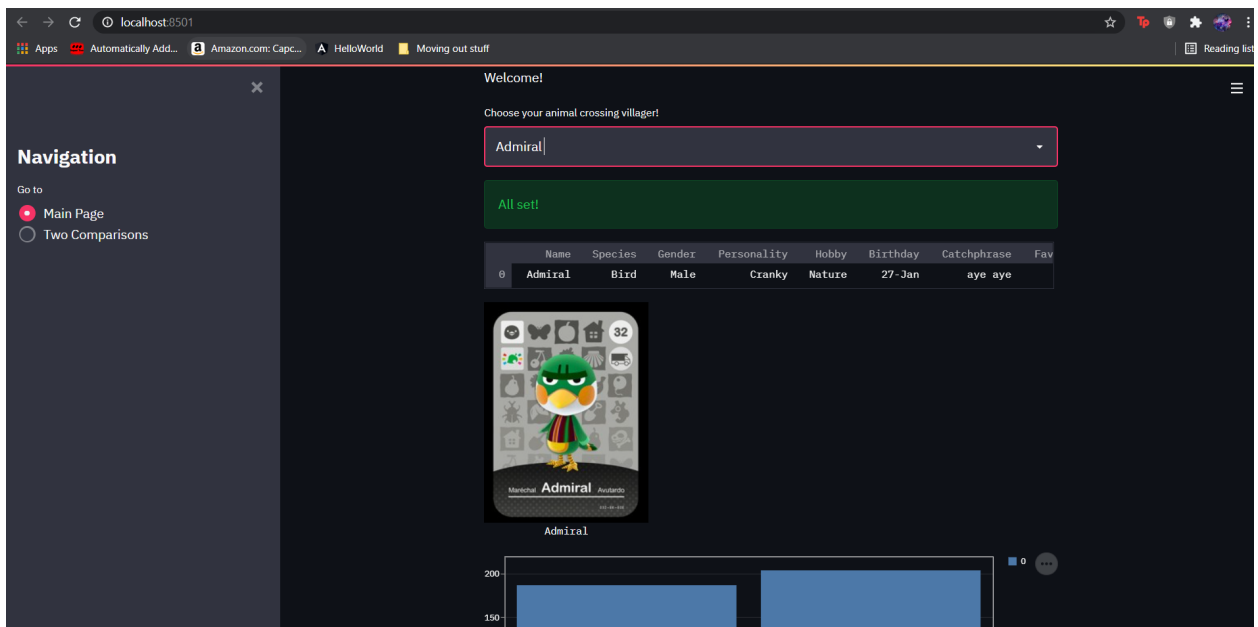 localhost:8501
Apps Automatically Add... Amazon.com: Capc... HelloWorld Moving out stuff Reading list
Welcome!
Choose your animal crossing villager!
Navigation
Admiral
Go to
Main Page
Two Comparisons
All set!
Name Species Gender Personality Hobby Birthday Catchphrase Fav
0 Admiral Bird Male Cranky Nature 27-Jan aye aye
32
Maréchal Admiral Avutardo
Admiral
0
200
150